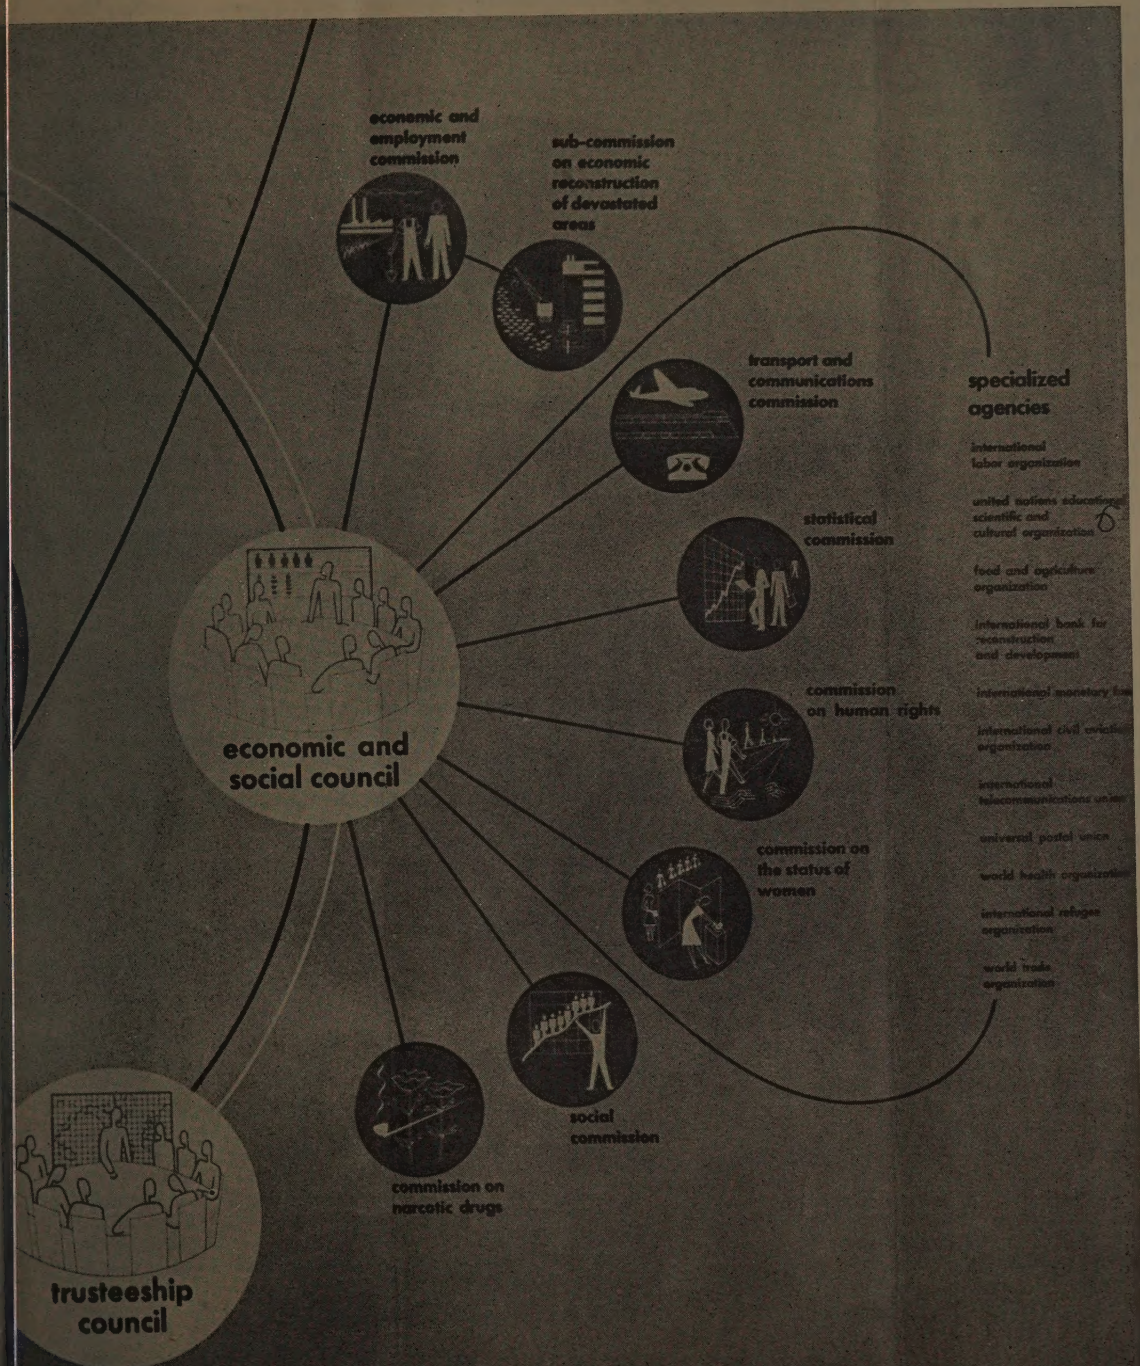 economic and
employment
commission
sub-commission
on economic
reconstruction
of devastated
areas
transport and
communications
commission
specialized
agencies
international
labor organization
united nations educational
scientific and
cultural organization
food and agriculture
organization
international bank for
reconstruction
and development
international monetary
international civil aviation
organization
international
telecommunications union
universal postal union
world health organization
international refugee
organization
world trade
organization
statistical
commission
commission
on human rights
economic and
social council
commission on
the status of
women
social
commission
commission on
narcotic drugs
trusteeship
council